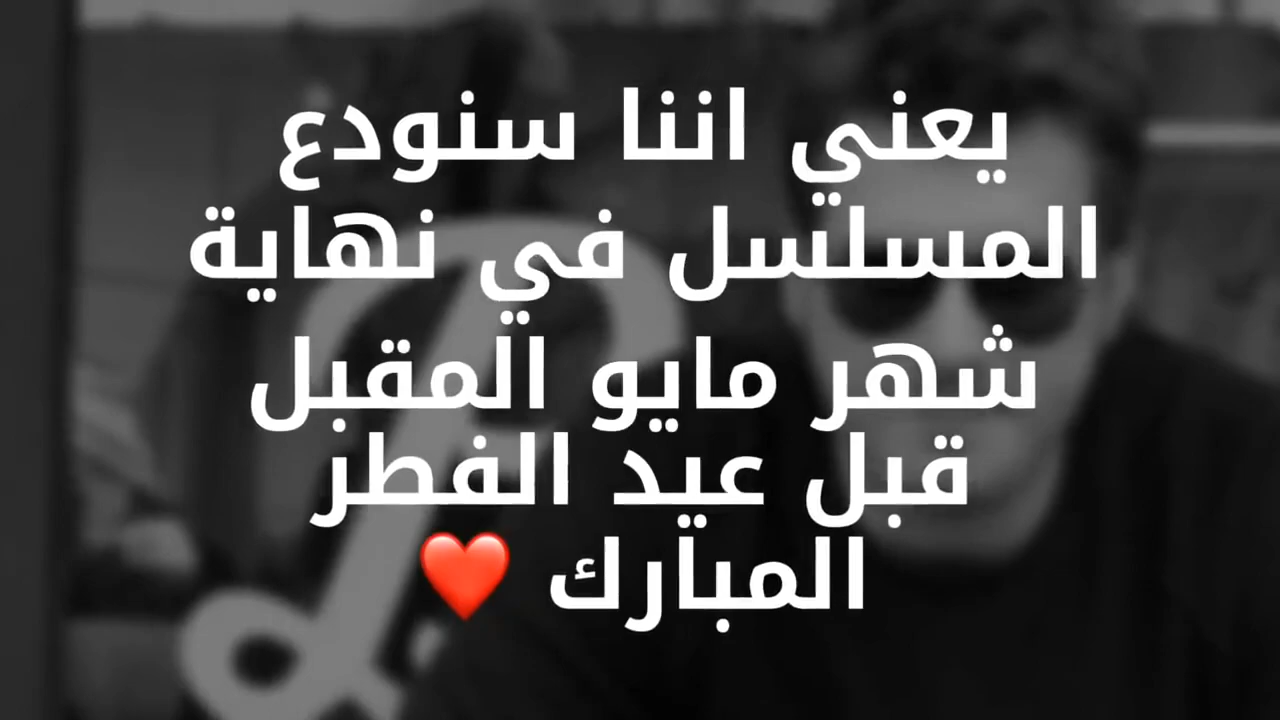 يعني اننا سنودع
المسلسل في نهاية
شهر مايو المقبل
قبل عيد الفطر
المبارك ❤️